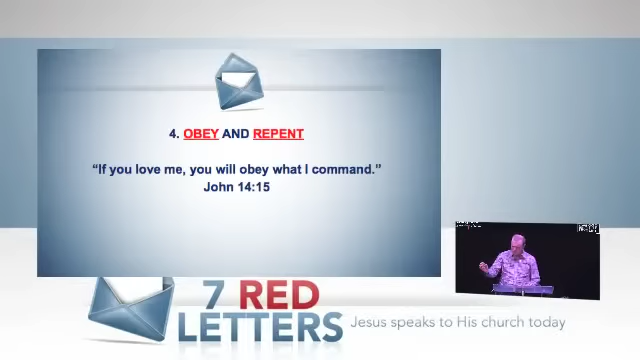 4. OBEY AND REPENT
“If you love me, you will obey what I command.”
John 14:15
7 RED
LETTERS
Jesus speaks to His church today